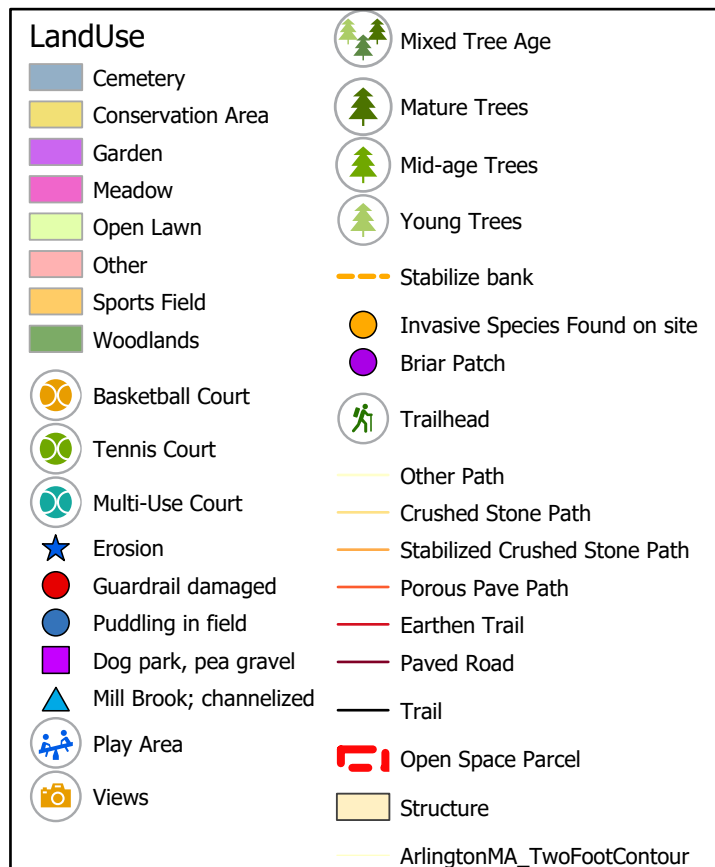 LandUse
Cemetery
Conservation Area
Garden
Meadow
Open Lawn
Other
Sports Field
Woodlands
Basketball Court
Tennis Court
Multi-Use Court
Erosion
Guardrail damaged
Puddling in field
Dog park, pea gravel
Mill Brook; channelized
Play Area
Views
Mixed Tree Age
Mature Trees
Mid-age Trees
Young Trees
Stabilize bank
Invasive Species Found on site
Briar Patch
Trailhead
Other Path
Crushed Stone Path
Stabilized Crushed Stone Path
Porous Pave Path
Earthen Trail
Paved Road
Trail
Open Space Parcel
Structure
ArlingtonMA_TwoFootContour